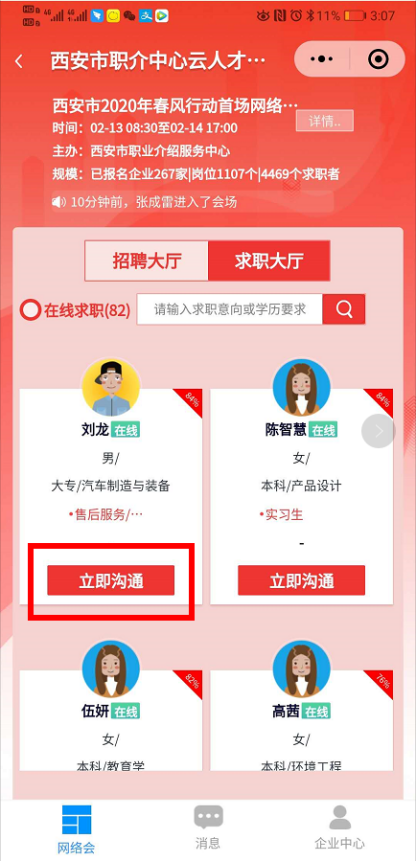 11% 3:07
西安市职介中心云人才…
西安市2020年春风行动首场网络…
详情..
时间：02-13 08:30至02-14 17:00
主办：西安市职业介绍服务中心
规模：已报名企业267家|岗位1107个|4469个求职者
10分钟前，张成雷进入了会场
招聘大厅 求职大厅
在线求职(82) 请输入求职意向或学历要求
84% 84%
刘龙 在线 陈智慧 在线
男/ 女/
大专/汽车制造与装备 本科/产品设计
•售后服务/… •实习生
-
立即沟通 立即沟通
82% 76%
伍妍 在线 高茜 在线
女/ 女/
本科/教育学 本科/环境工程
网络会 消息 企业中心